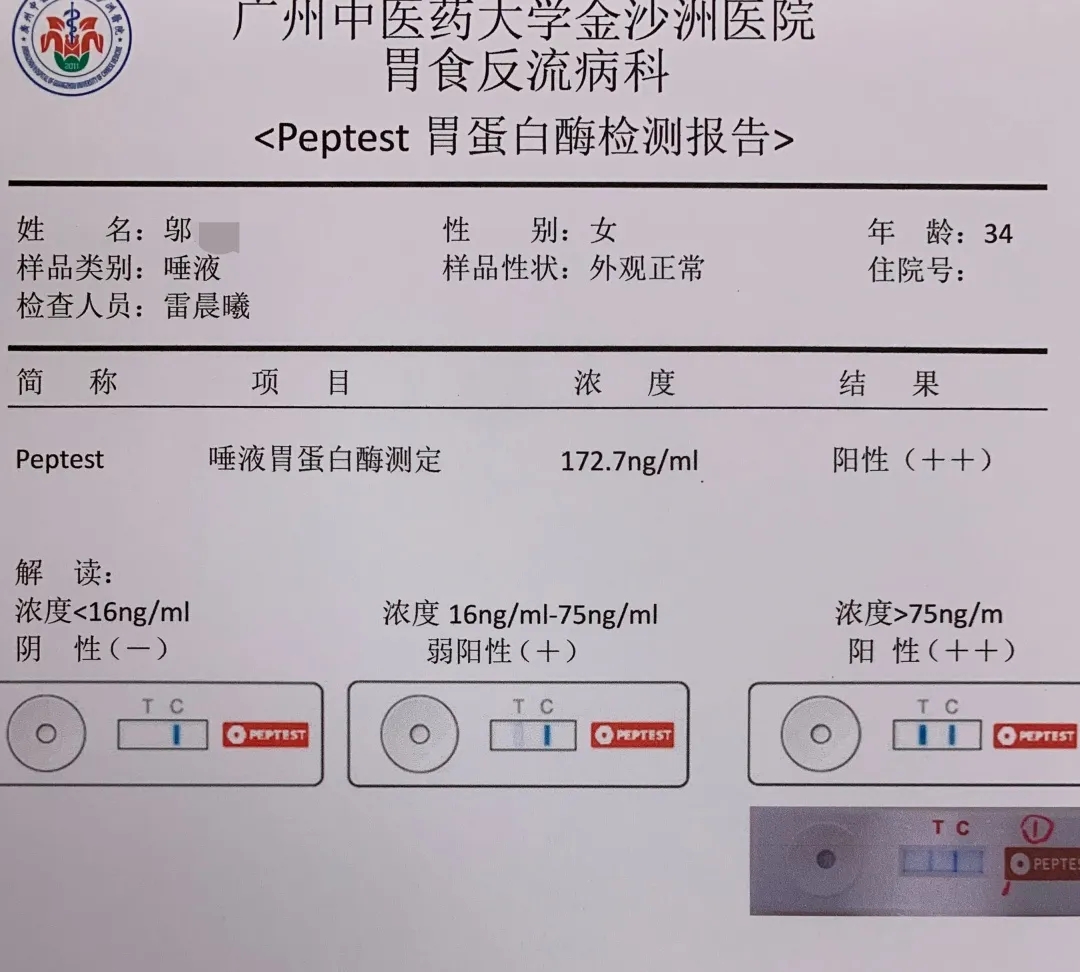 广州中医药大学金沙洲医院
胃食反流病科
<Peptest 胃蛋白酶检测报告>
姓 名：邬 性 别：女 年 龄：34
样品类别：唾液 样品性状：外观正常 住院号：
检查人员：雷晨曦
简 称 项 目 浓 度 结 果
Peptest 唾液胃蛋白酶测定 172.7ng/ml 阳性（++）
解 读：
浓度<16ng/ml 浓度 16ng/ml-75ng/ml 浓度>75ng/m
阴 性（—） 弱阳性（+） 阳 性（++）
T C T C T C
PEPTEST PEPTEST PEPTEST
T C ①
PEPTES
2011